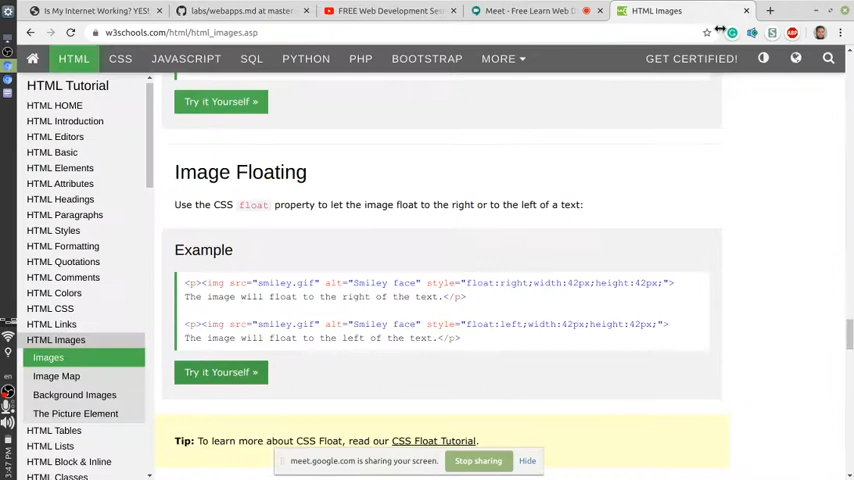 Is My Internet Working? YES!
labs/webapps.md at master
FREE Web Development Ses
Meet - Free Learn Web D
HTML Images
w3schools.com/html/html_images.asp
HTML CSS JAVASCRIPT SQL PYTHON PHP BOOTSTRAP MORE GET CERTIFIED!
HTML Tutorial
HTML HOME
HTML Introduction
HTML Editors
HTML Basic
HTML Elements
HTML Attributes
HTML Headings
HTML Paragraphs
HTML Styles
HTML Formatting
HTML Quotations
HTML Comments
HTML Colors
HTML CSS
HTML Links
HTML Images
Images
Image Map
Background Images
The Picture Element
HTML Tables
HTML Lists
HTML Block & Inline
HTML Classes
Try it Yourself »
Image Floating
Use the CSS float property to let the image float to the right or to the left of a text:
Example
<p><img src="smiley.gif" alt="Smiley face" style="float:right;width:42px;height:42px;">
The image will float to the right of the text.</p>
<p><img src="smiley.gif" alt="Smiley face" style="float:left;width:42px;height:42px;">
The image will float to the left of the text.</p>
Try it Yourself »
Tip: To learn more about CSS Float, read our CSS Float Tutorial.
meet.google.com is sharing your screen. Stop sharing Hide
en
3:47 PM